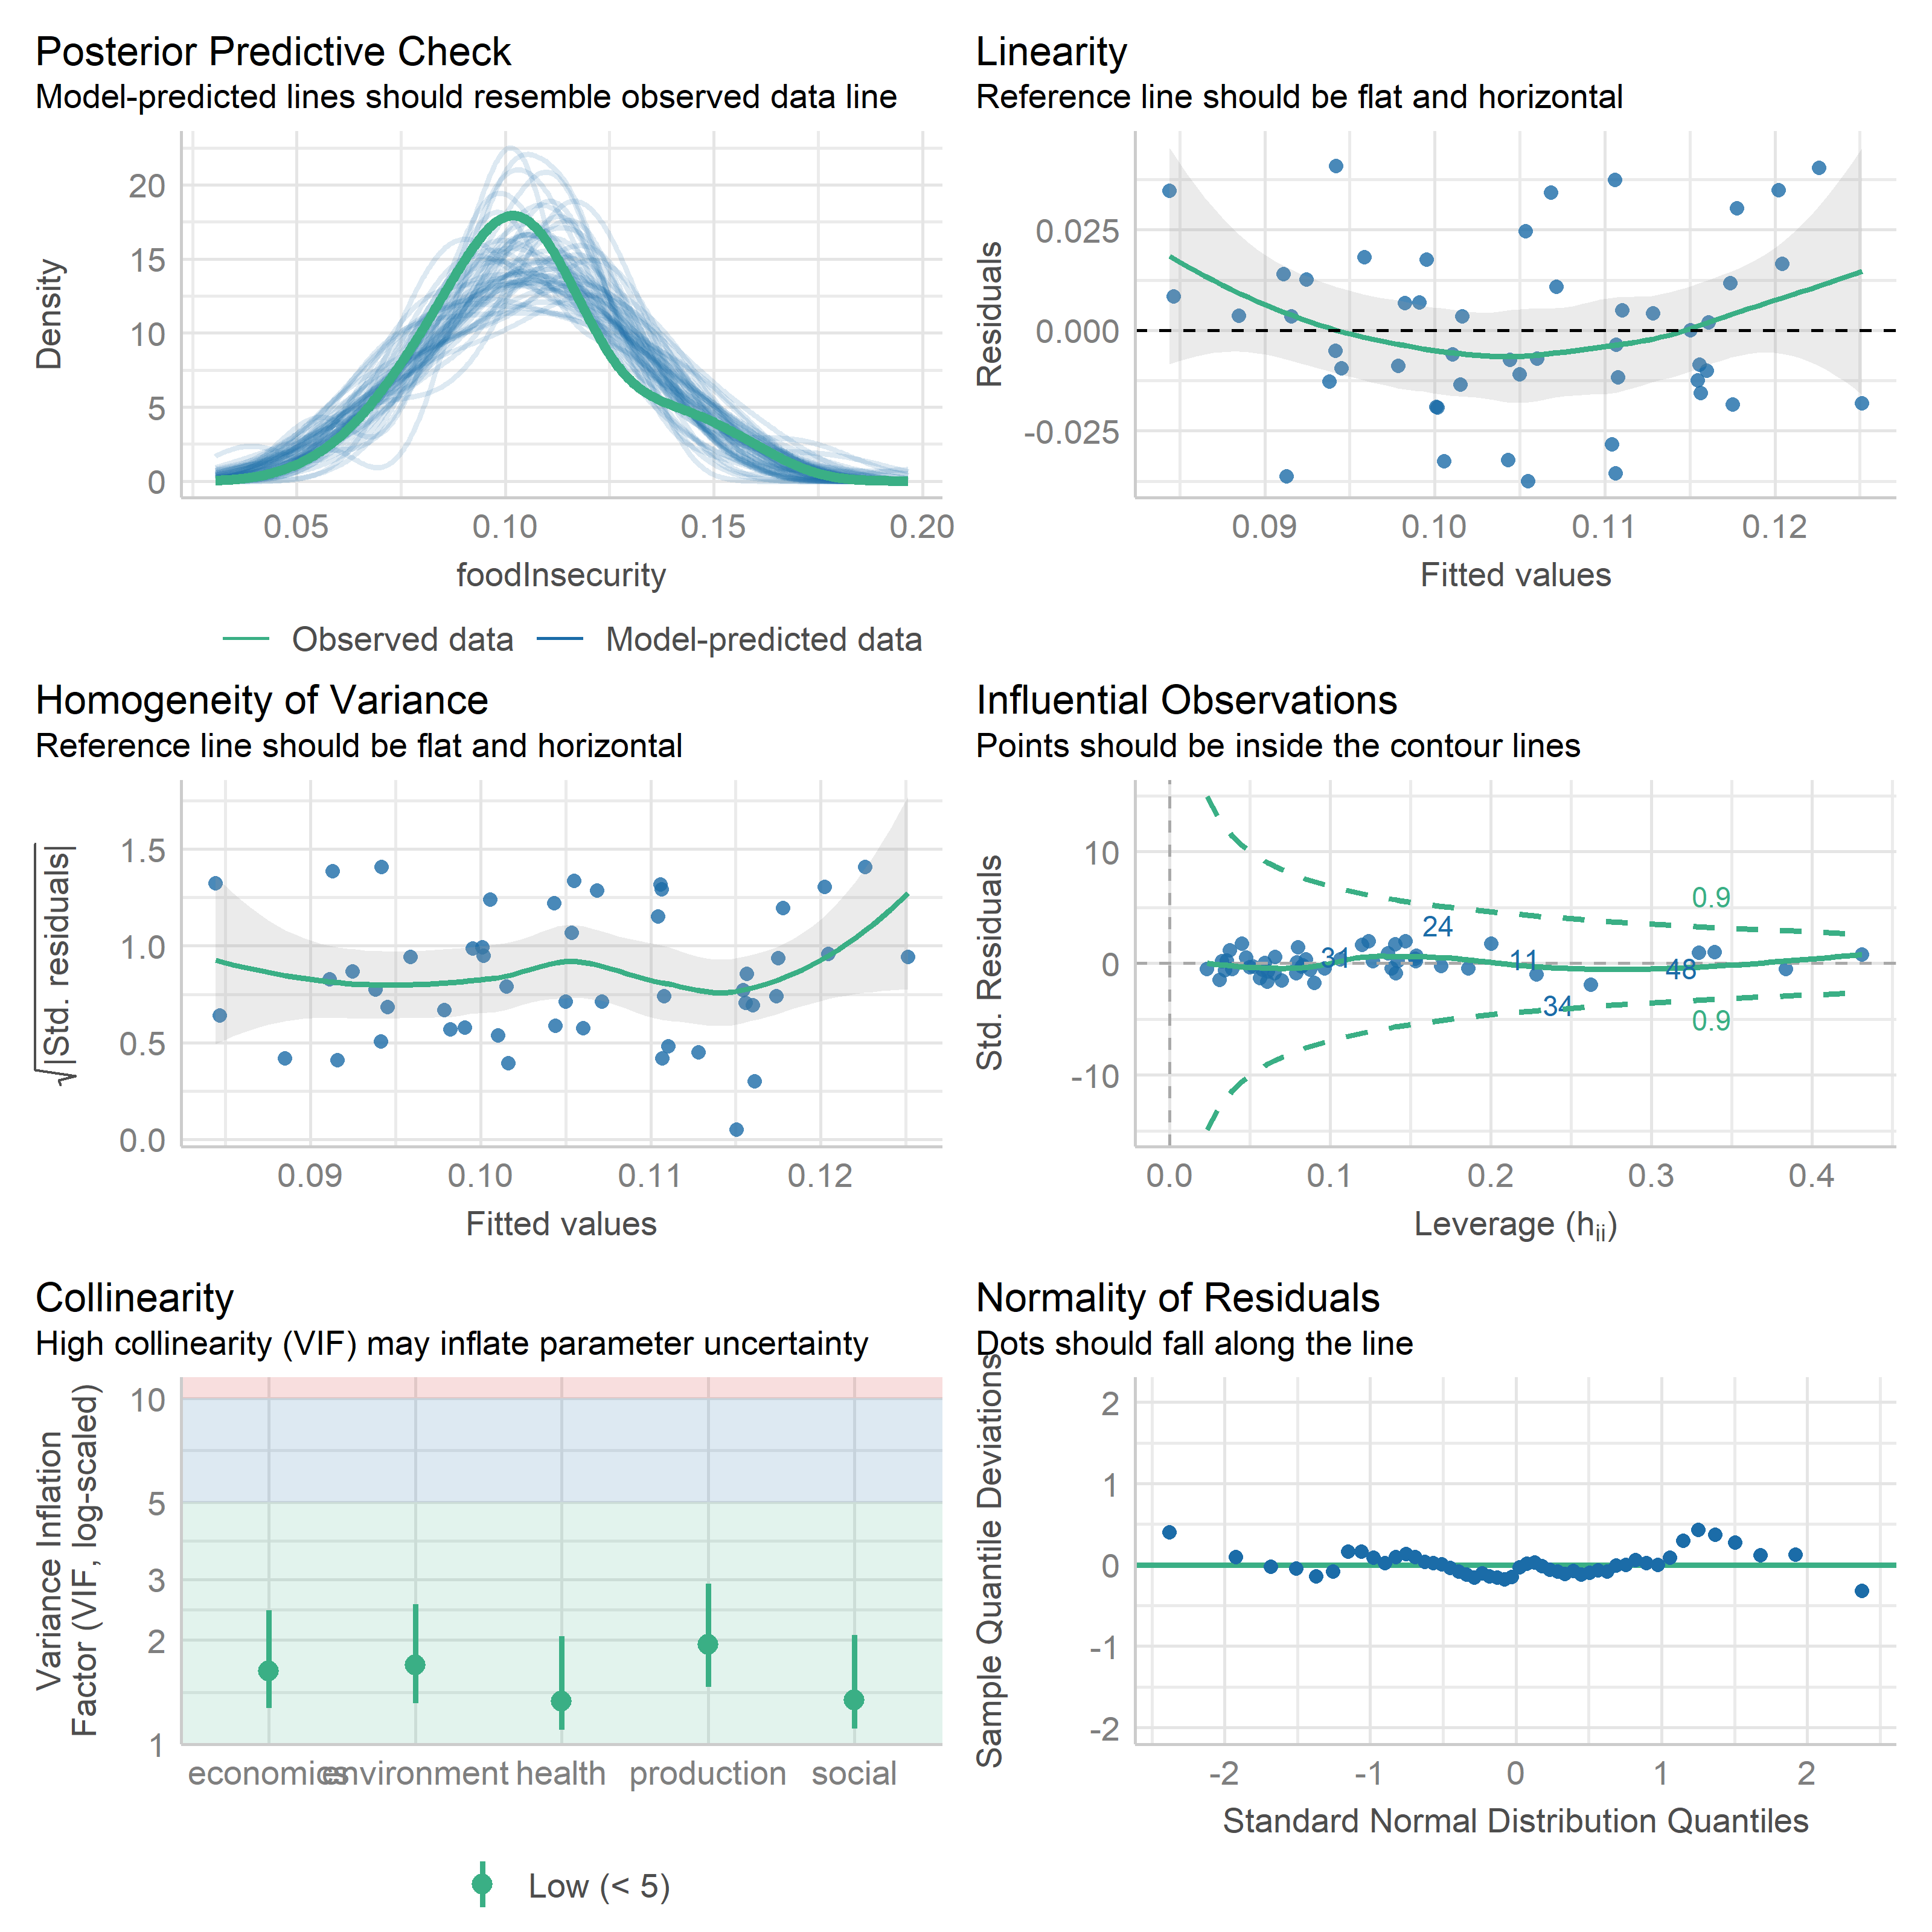 Posterior Predictive Check
Model-predicted lines should resemble observed data line
20
15
10
5
0
Density
0.05 0.10 0.15 0.20
foodInsecurity
Observed data Model-predicted data
Linearity
Reference line should be flat and horizontal
0.025
0.000
-0.025
Residuals
0.09 0.10 0.11 0.12
Fitted values
Homogeneity of Variance
Reference line should be flat and horizontal
1.5
1.0
0.5
0.0
√|Std. residuals|
0.09 0.10 0.11 0.12
Fitted values
Influential Observations
Points should be inside the contour lines
10
0
-10
Std. Residuals
0.9
24
31
11
48
34
0.9
0.0 0.1 0.2 0.3 0.4
Leverage (hii)
Collinearity
High collinearity (VIF) may inflate parameter uncertainty
10
5
3
2
1
Variance Inflation
Factor (VIF, log-scaled)
economics environment health production social
Low (< 5)
Normality of Residuals
Dots should fall along the line
2
1
0
-1
-2
Sample Quantile Deviations
-2 -1 0 1 2
Standard Normal Distribution Quantiles